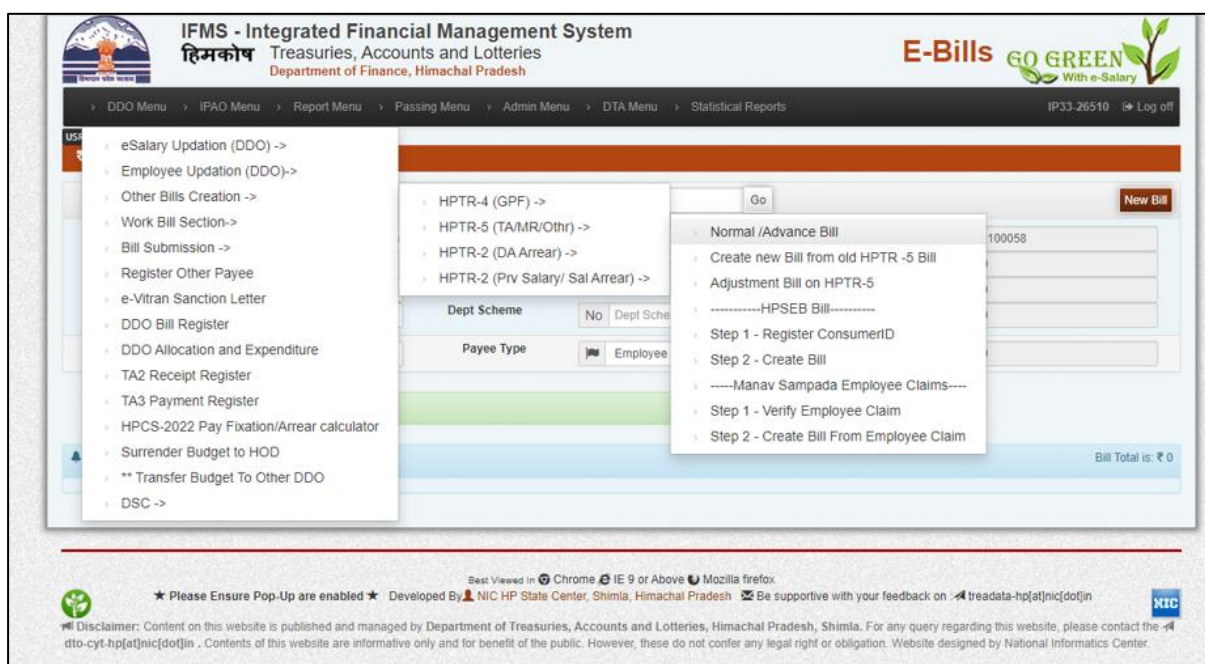 IFMS - Integrated Financial Management System
हिमकोष Treasuries, Accounts and Lotteries
Department of Finance, Himachal Pradesh
E-Bills GO GREEN
With e-Salary
DDO Menu IPAO Menu Report Menu Passing Menu Admin Menu DTA Menu Statistical Reports IP33-26510 Log off
eSalary Updation (DDO) ->
Employee Updation (DDO)->
Other Bills Creation ->
Work Bill Section->
Bill Submission ->
Register Other Payee
e-Vitran Sanction Letter
DDO Bill Register
DDO Allocation and Expenditure
TA2 Receipt Register
TA3 Payment Register
HPCS-2022 Pay Fixation/Arrear calculator
Surrender Budget to HOD
** Transfer Budget To Other DDO
DSC ->
HPTR-4 (GPF) ->
HPTR-5 (TA/MR/Othr) ->
HPTR-2 (DA Arrear) ->
HPTR-2 (Prv Salary/ Sal Arrear) ->
Go
New Bill
Normal /Advance Bill
Create new Bill from old HPTR -5 Bill
Adjustment Bill on HPTR-5
-----------HPSEB Bill----------
Step 1 - Register ConsumerID
Step 2 - Create Bill
-----Manav Sampada Employee Claims----
Step 1 - Verify Employee Claim
Step 2 - Create Bill From Employee Claim
100058
Dept Scheme No Dept Sche
Payee Type Employee
Bill Total is: ₹ 0
Best Viewed in Chrome IE 9 or Above Mozilla firefox
★ Please Ensure Pop-Up are enabled ★ Developed By NIC HP State Center, Shimla, Himachal Pradesh Be supportive with your feedback on : treadata-hp[at]nic[dot]in
NIC
Disclaimer: Content on this website is published and managed by Department of Treasuries, Accounts and Lotteries, Himachal Pradesh, Shimla. For any query regarding this website, please contact the
dto-cyt-hp[at]nic[dot]in . Contents of this website are informative only and for benefit of the public. However, these do not confer any legal right or obligation. Website designed by National Informatics Center.